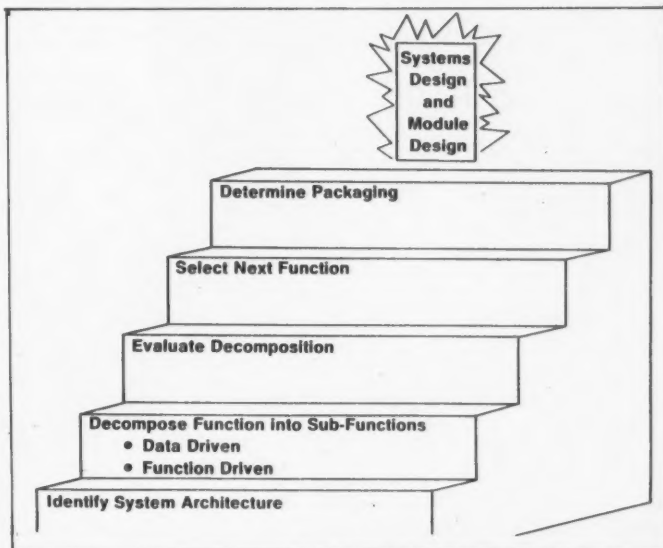 Systems
Design
and
Module
Design
Determine Packaging
Select Next Function
Evaluate Decomposition
Decompose Function into Sub-Functions
• Data Driven
• Function Driven
Identify System Architecture